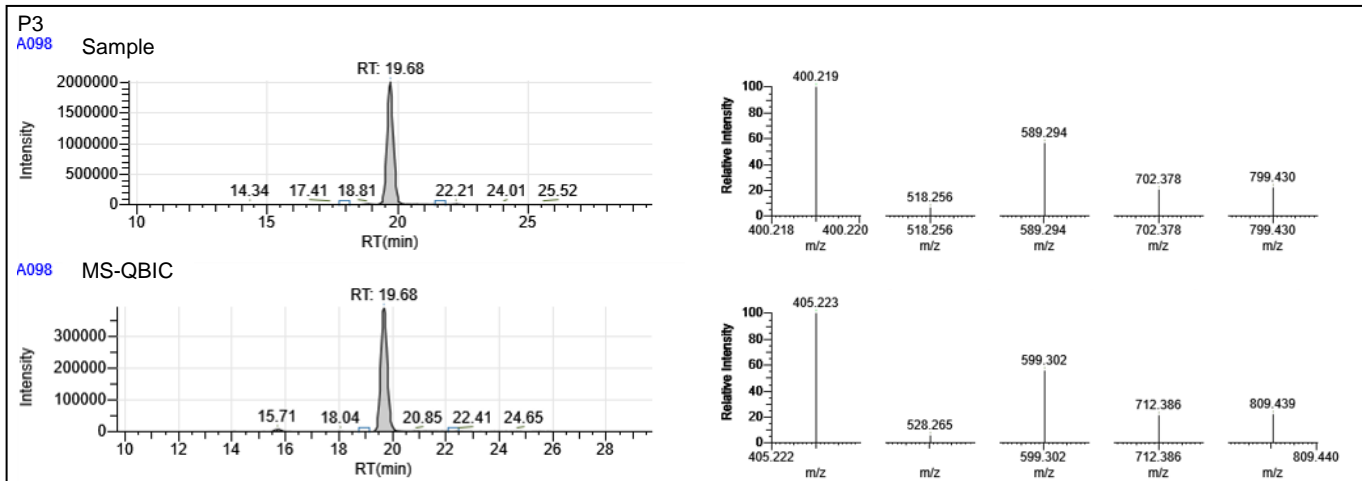 P3
A098 Sample
RT: 19.68
2000000
1500000
1000000
500000
0
Intensity
14.34 17.41 18.81 22.21 24.01 25.52
10 15 20 25
RT(min)
400.219
518.256
589.294
702.378
799.430
Relative Intensity
100
80
60
40
20
0
400.218 400.220 518.256 589.294 702.378 799.430
m/z m/z m/z m/z m/z
A098 MS-QBIC
RT: 19.68
300000
200000
100000
0
Intensity
15.71 18.04 20.85 22.41 24.65
10 12 14 16 18 20 22 24 26 28
RT(min)
405.223
528.265
599.302
712.386
809.439
Relative Intensity
100
80
60
40
20
0
405.222 599.302 712.386 809.440
m/z m/z m/z m/z m/z